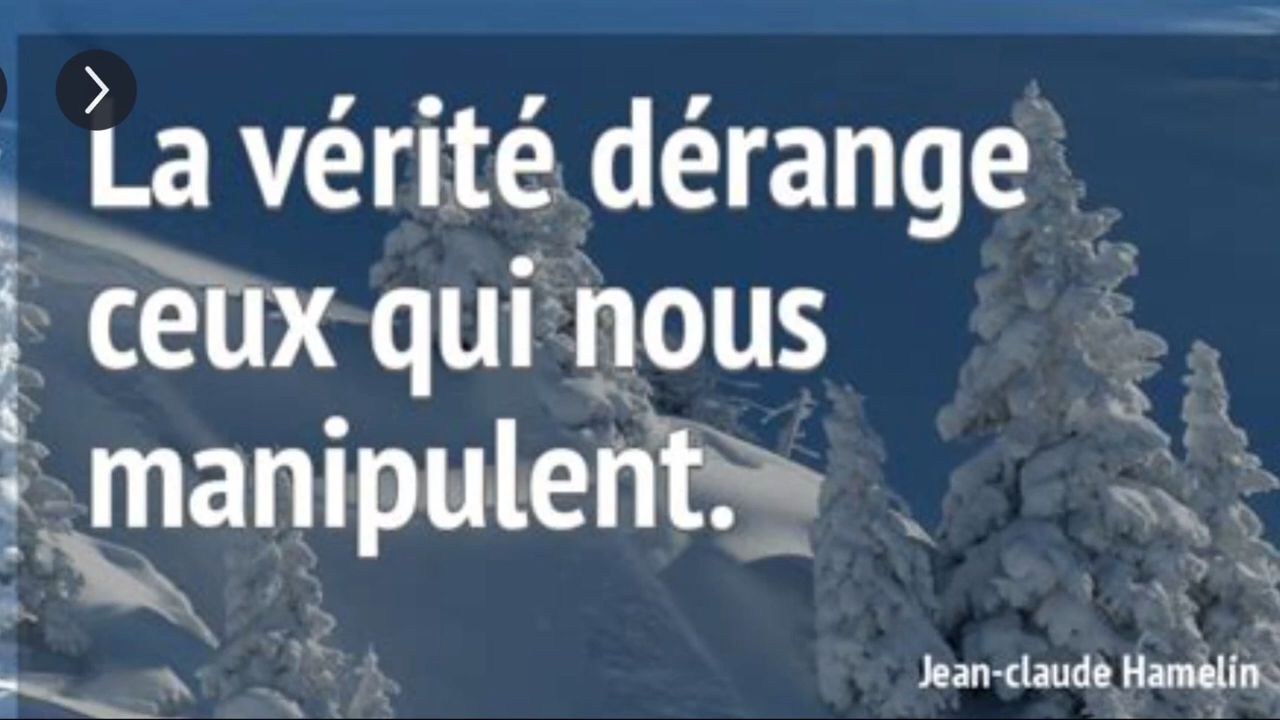 La vérité dérange
ceux qui nous
manipulent.
Jean-claude Hamelin